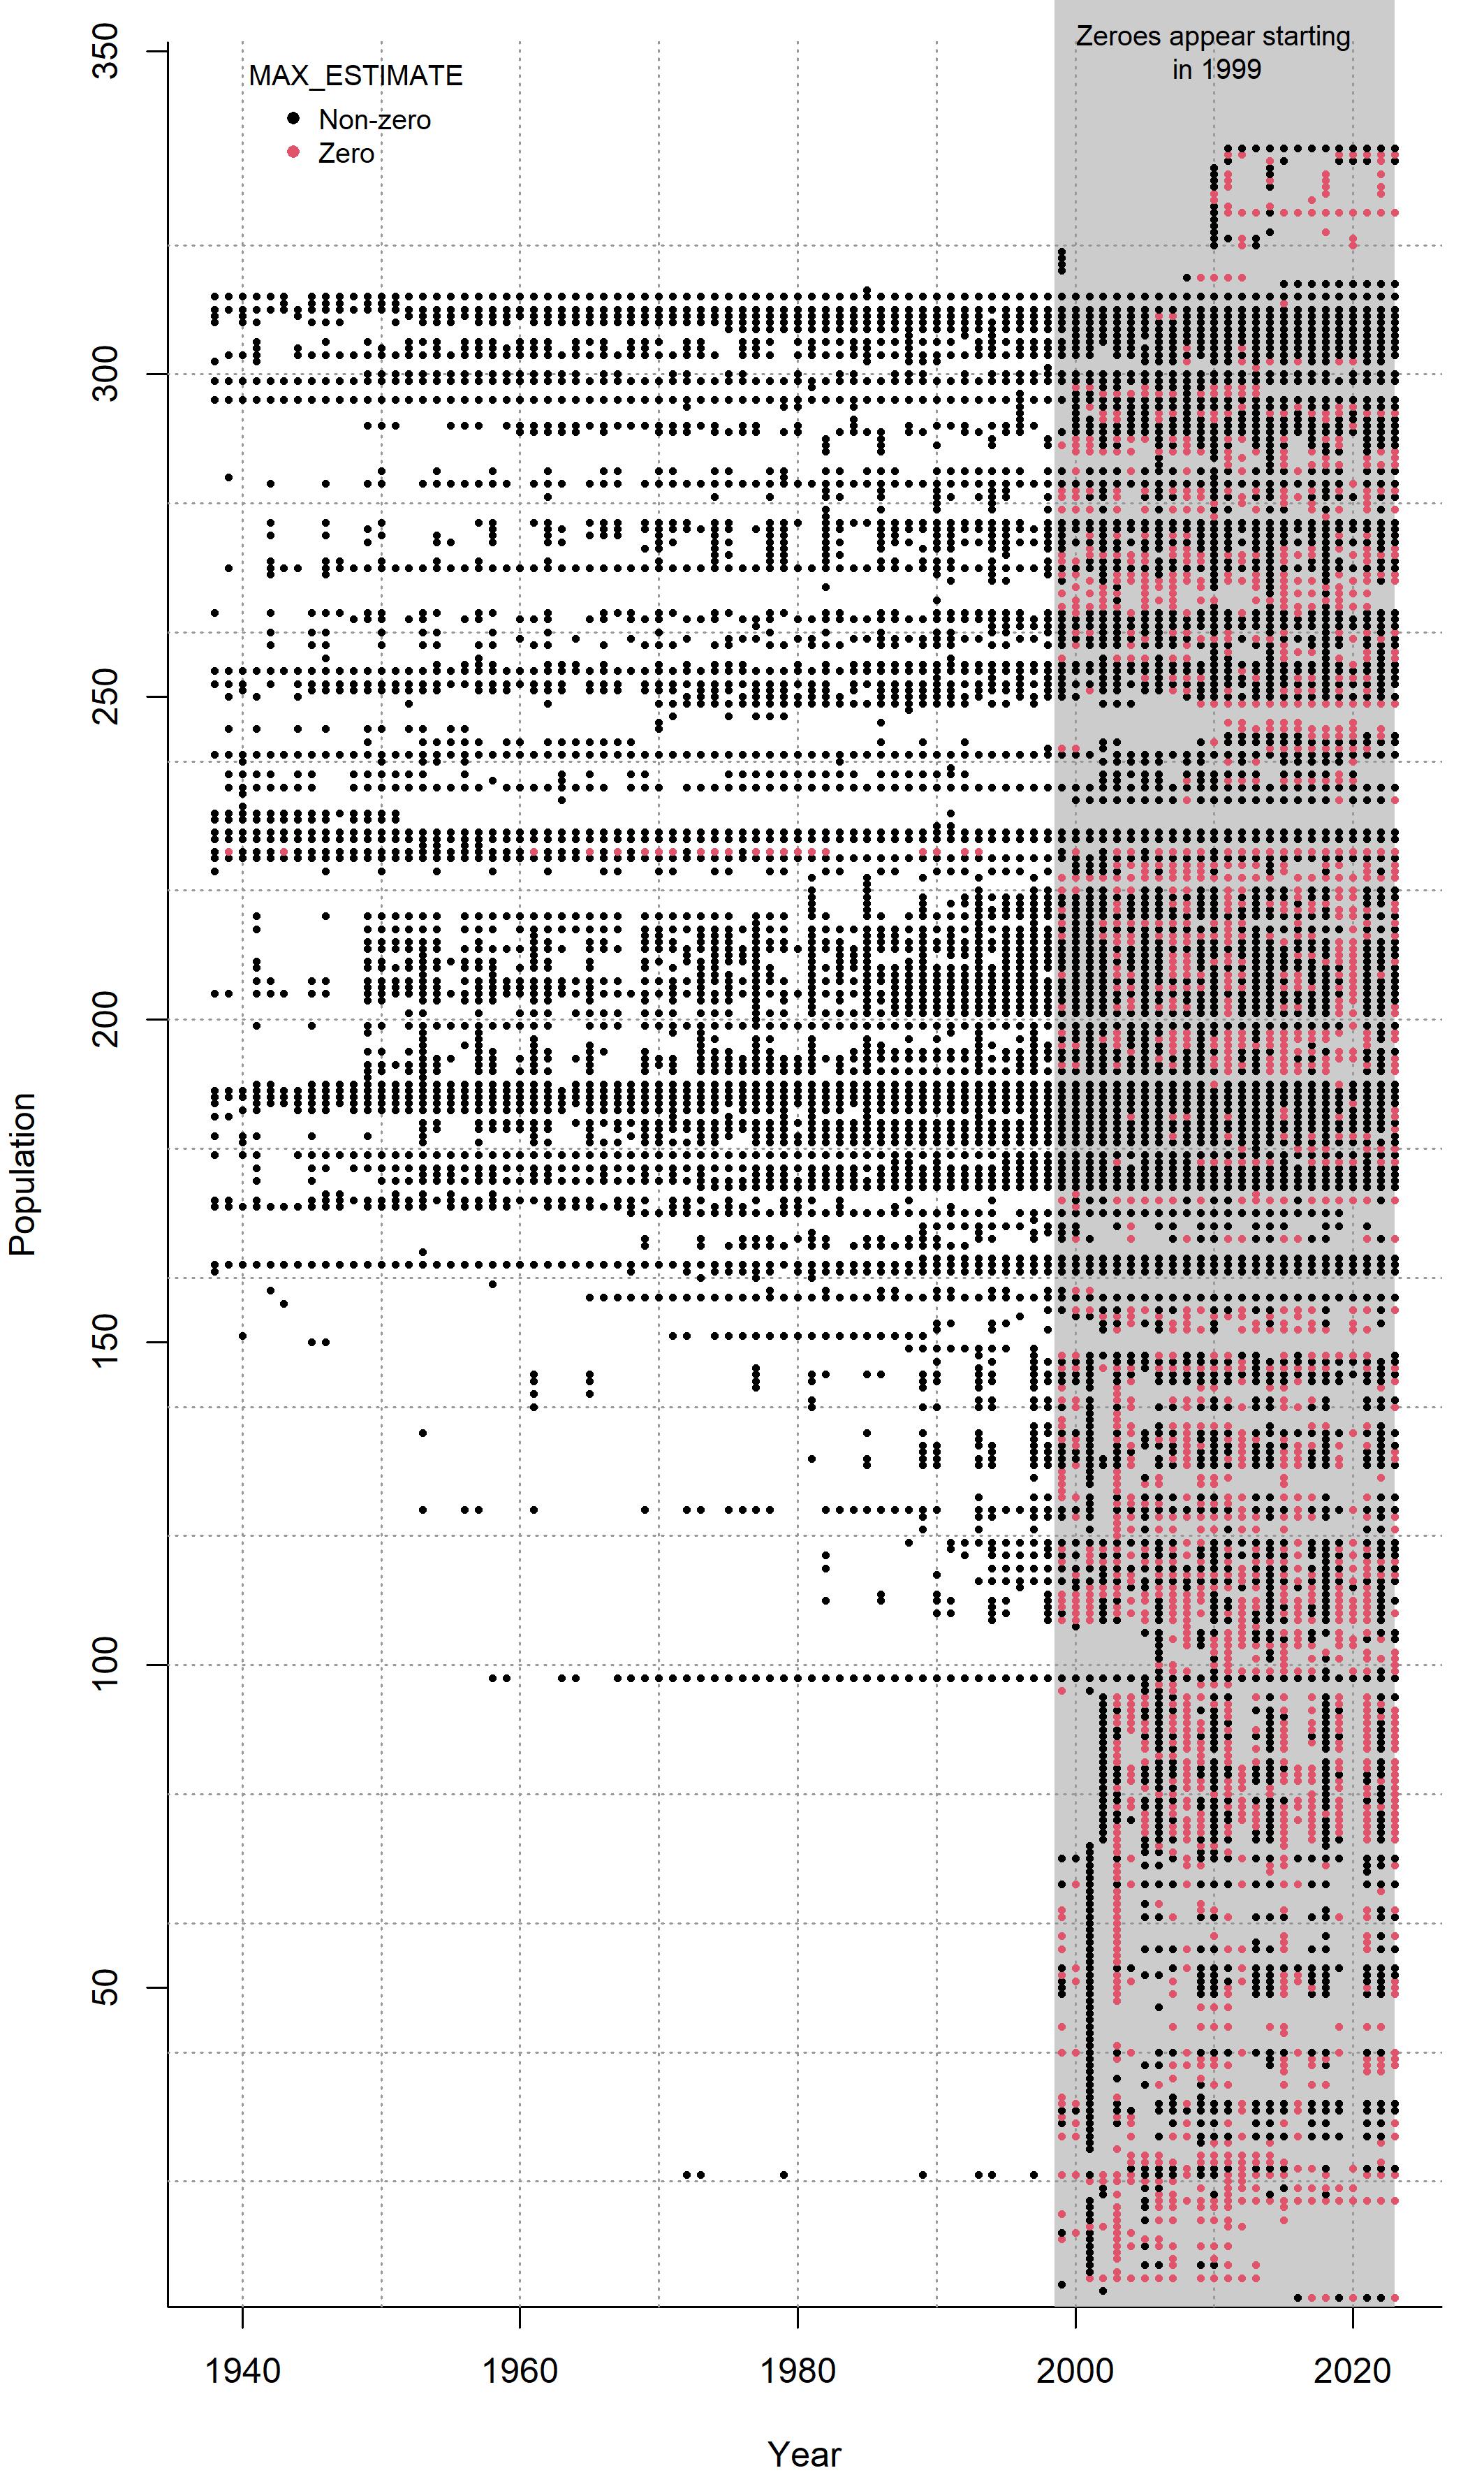 Zeroes appear starting
in 1999
MAX_ESTIMATE
Non-zero
Zero
350
300
250
200
150
100
50
Population
1940
1960
1980
2000
2020
Year